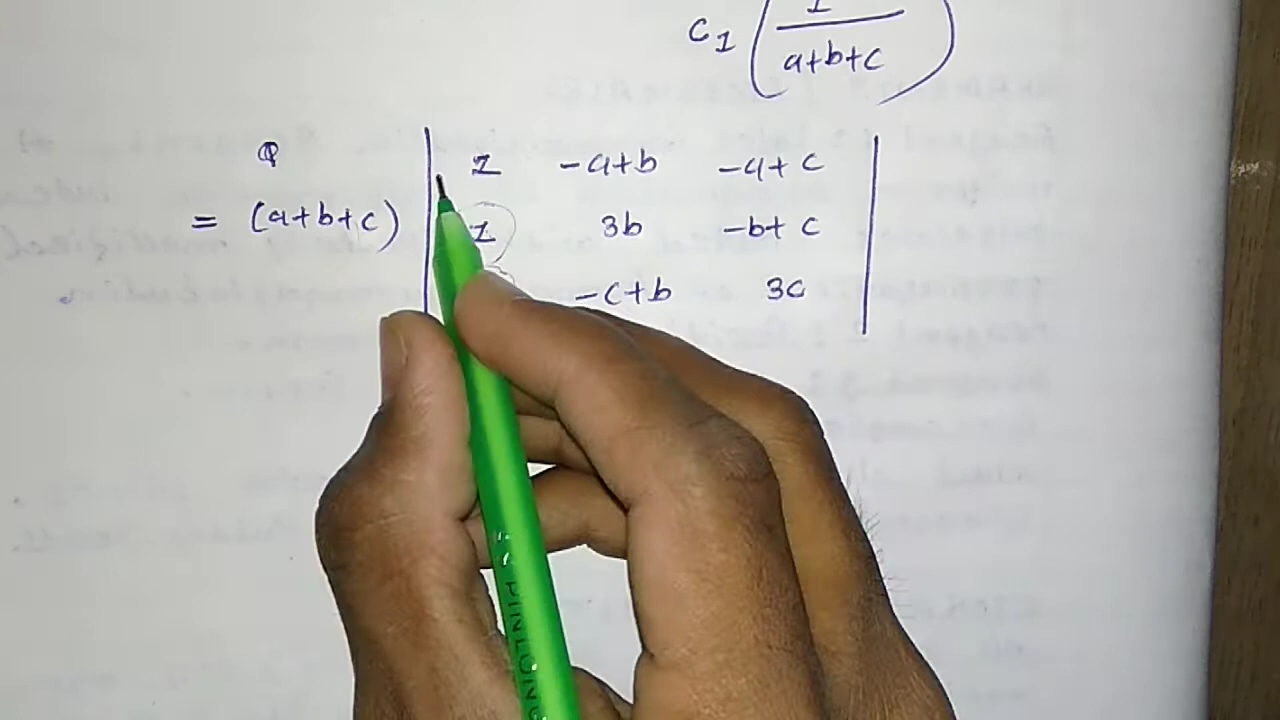 C1 ( 1 / a+b+c )
1 -a+b -a+c
= (a+b+c) 1 3b -b+c
-c+b 3c